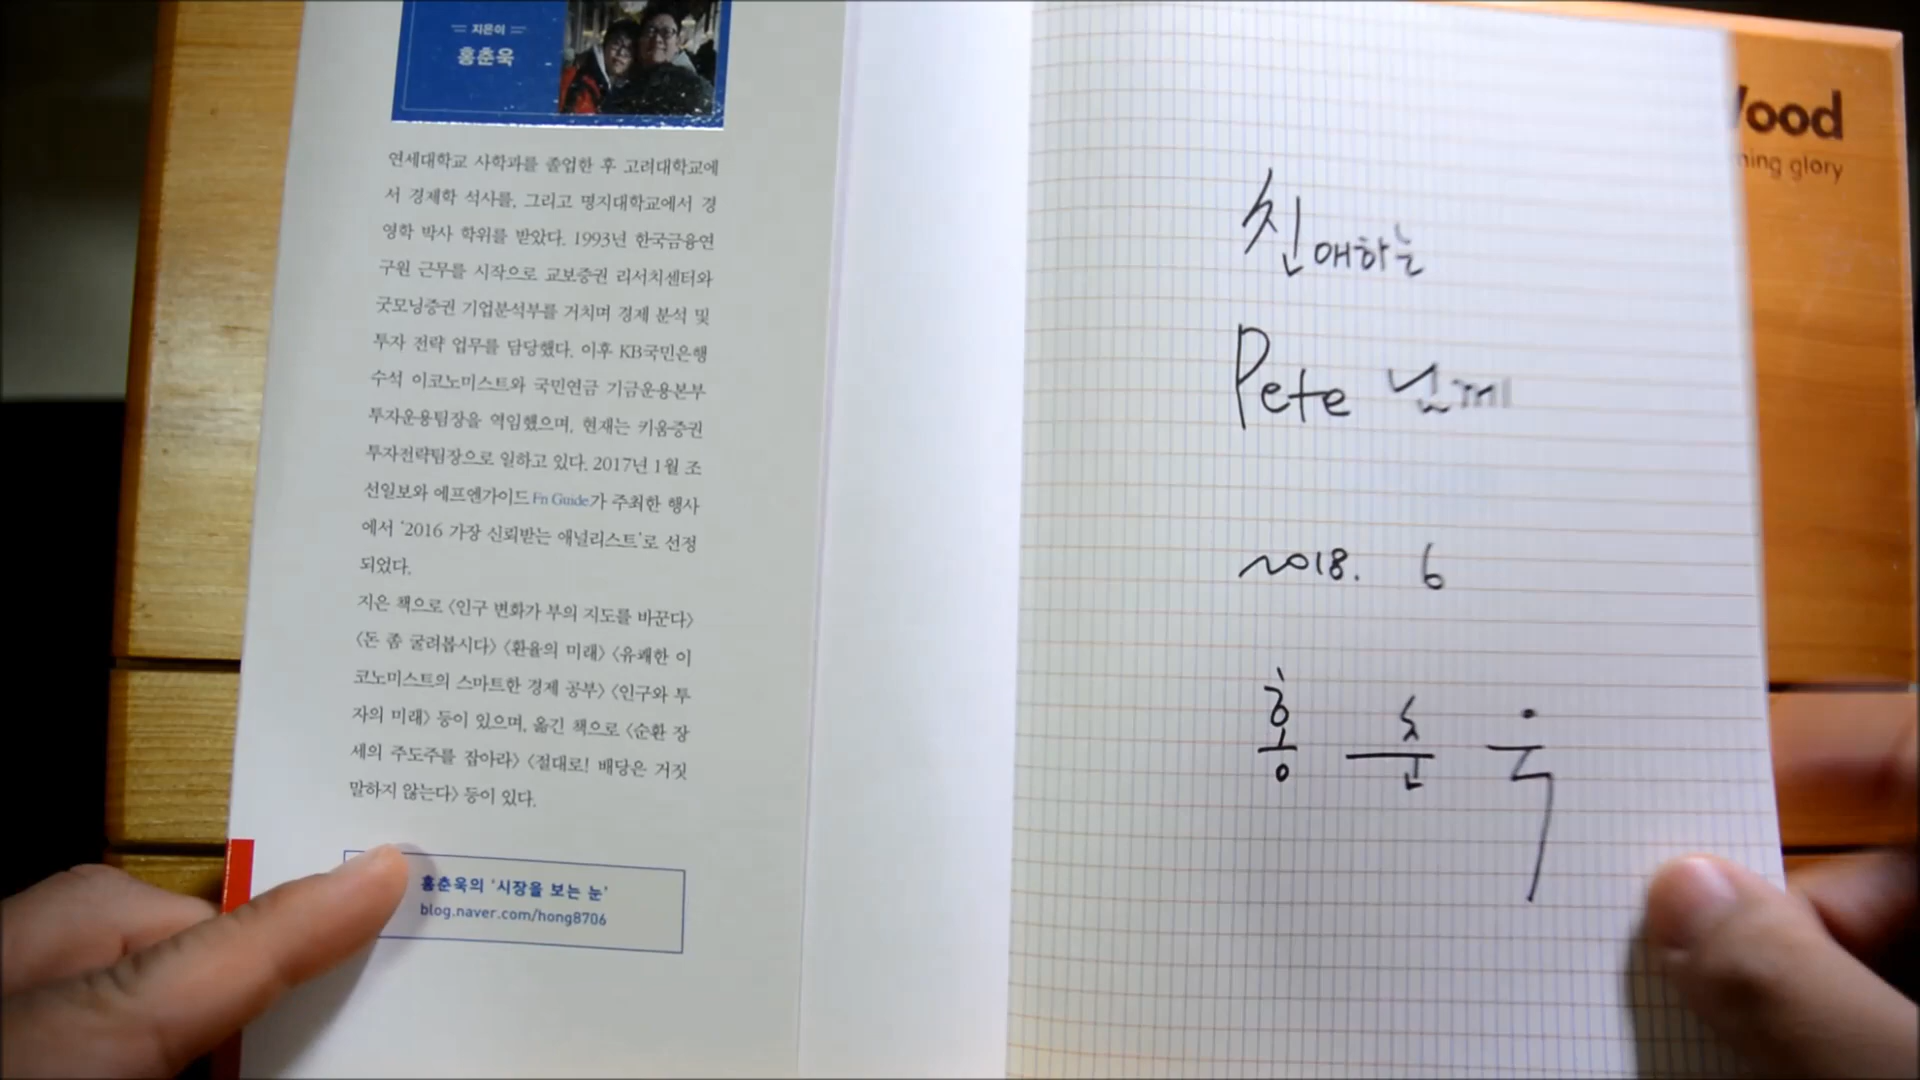 지은이
홍춘욱
연세대학교 사학과를 졸업한 후 고려대학교에
서 경제학 석사를, 그리고 명지대학교에서 경
영학 박사 학위를 받았다. 1993년 한국금융연
구원 근무를 시작으로 교보증권 리서치센터와
굿모닝증권 기업분석부를 거치며 경제 분석 및
투자 전략 업무를 담당했다. 이후 KB국민은행
수석 이코노미스트와 국민연금 기금운용본부
투자운용팀장을 역임했으며, 현재는 키움증권
투자전략팀장으로 일하고 있다. 2017년 1월 조
선일보와 에프엔가이드Fn Guide가 주최한 행사
에서 '2016 가장 신뢰받는 애널리스트'로 선정
되었다.
지은 책으로 〈인구 변화가 부의 지도를 바꾼다〉
〈돈 좀 굴려봅시다〉 〈환율의 미래〉 〈유쾌한 이
코노미스트의 스마트한 경제 공부〉 〈인구와 투
자의 미래〉 등이 있으며, 옮긴 책으로 〈순환 장
세의 주도주를 잡아라〉 〈절대로! 배당은 거짓
말하지 않는다〉 등이 있다.
홍춘욱의 '시장을 보는 눈'
blog.naver.com/hong8706
친애하는
Pete 님께
2018. 6
홍춘욱
ood
ning glory